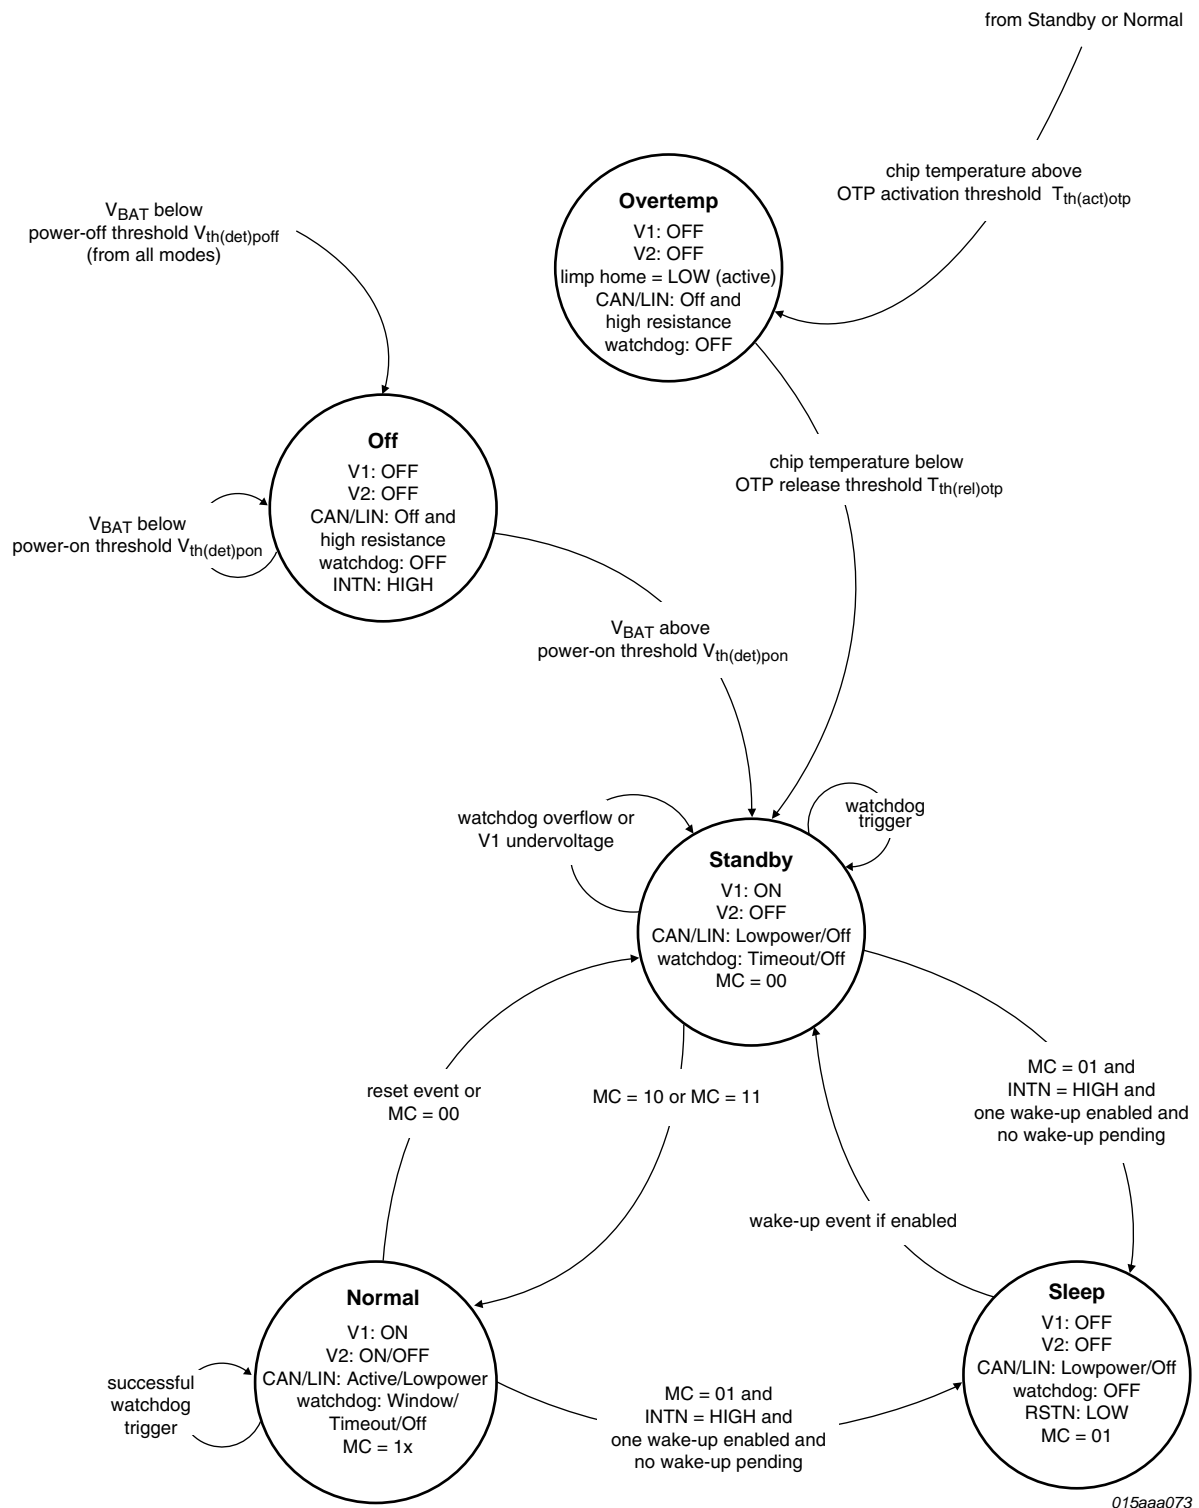 from Standby or Normal
chip temperature above
OTP activation threshold Tth(act)otp
Overtemp
V1: OFF
V2: OFF
limp home = LOW (active)
CAN/LIN: Off and
high resistance
watchdog: OFF
VBAT below
power-off threshold Vth(det)poff
(from all modes)
Off
V1: OFF
V2: OFF
CAN/LIN: Off and
high resistance
watchdog: OFF
INTN: HIGH
VBAT below
power-on threshold Vth(det)pon
chip temperature below
OTP release threshold Tth(rel)otp
VBAT above
power-on threshold Vth(det)pon
watchdog overflow or
V1 undervoltage
watchdog
trigger
Standby
V1: ON
V2: OFF
CAN/LIN: Lowpower/Off
watchdog: Timeout/Off
MC = 00
reset event or
MC = 00
MC = 10 or MC = 11
MC = 01 and
INTN = HIGH and
one wake-up enabled and
no wake-up pending
wake-up event if enabled
Normal
V1: ON
V2: ON/OFF
CAN/LIN: Active/Lowpower
watchdog: Window/
Timeout/Off
MC = 1x
successful
watchdog
trigger
MC = 01 and
INTN = HIGH and
one wake-up enabled and
no wake-up pending
Sleep
V1: OFF
V2: OFF
CAN/LIN: Lowpower/Off
watchdog: OFF
RSTN: LOW
MC = 01
015aaa073